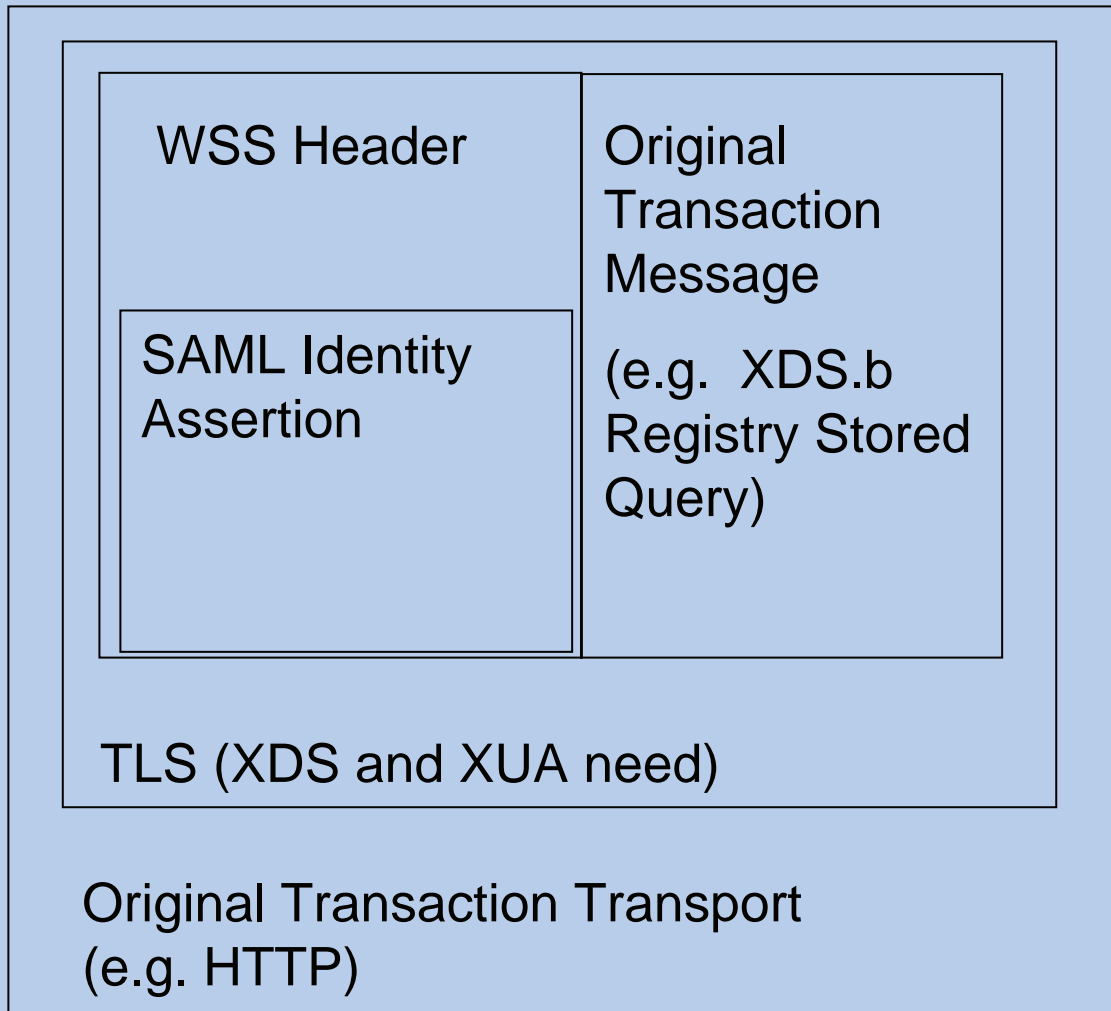 WSS Header
SAML Identity
Assertion
Original
Transaction
Message
(e.g.  XDS.b
Registry Stored
Query)
TLS (XDS and XUA need)
Original Transaction Transport
(e.g. HTTP)